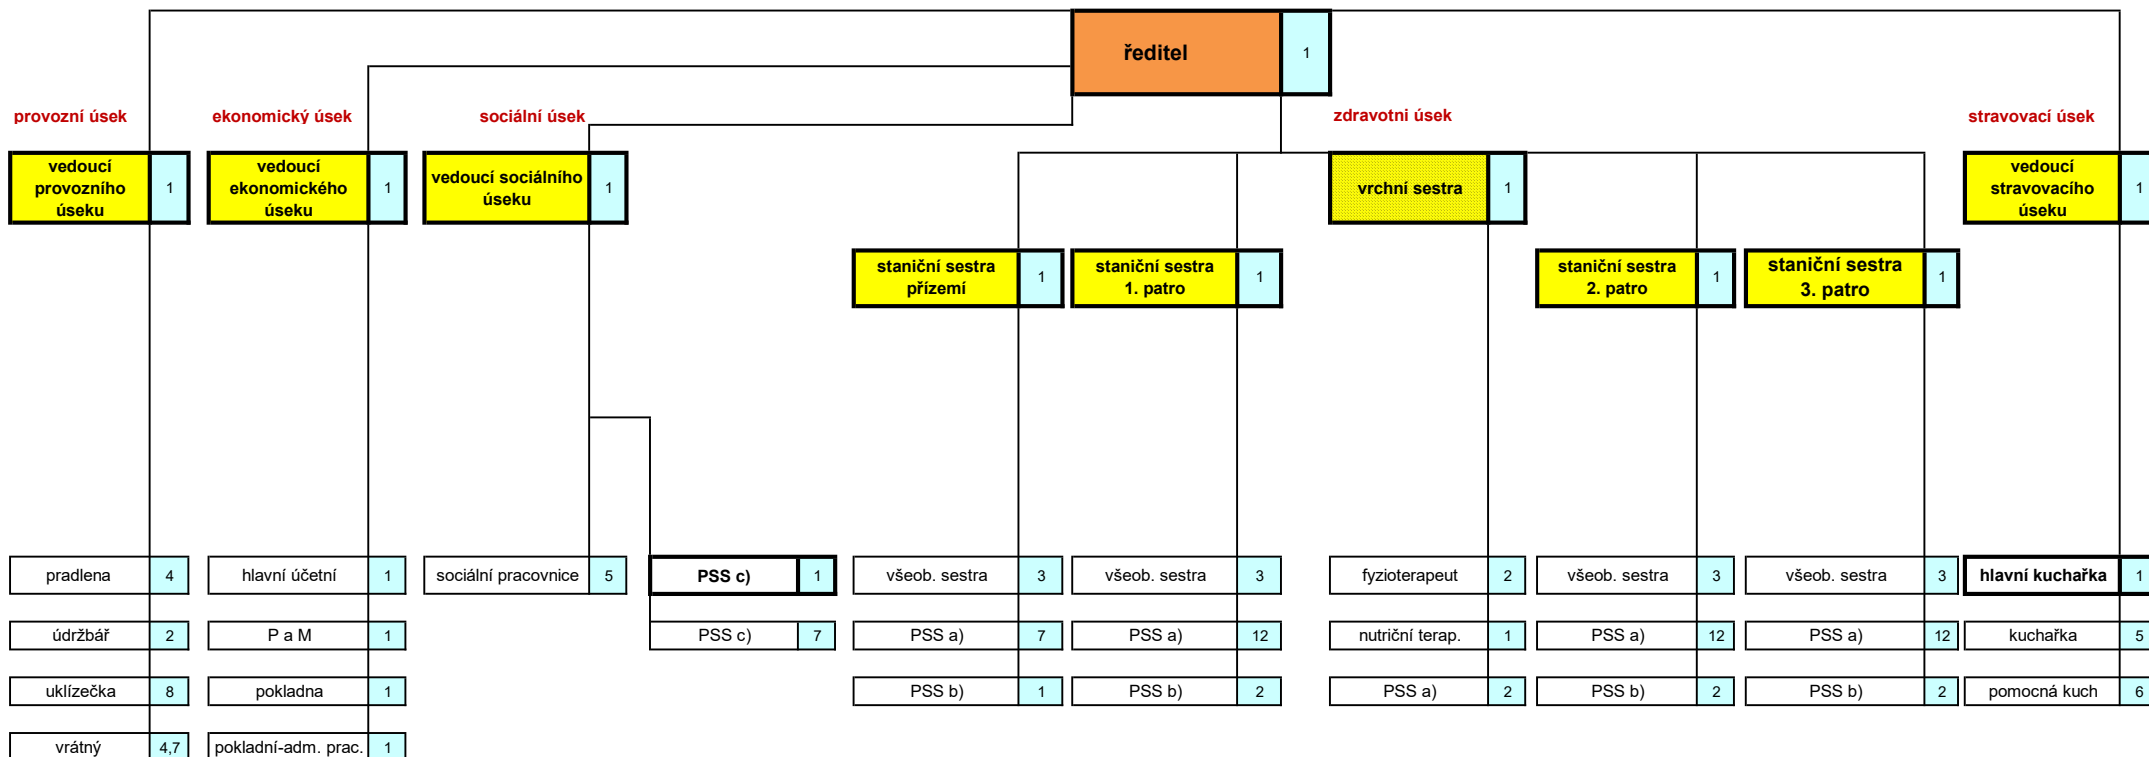 ředitel 1
provozní úsek ekonomický úsek sociální úsek zdravotni úsek stravovací úsek
vedoucí
provozního
úseku
1
vedoucí
ekonomického
úseku
1
vedoucí sociálního
úseku
1
vrchní sestra 1
vedoucí
stravovacího
úseku
1
staniční sestra
přízemí
1
staniční sestra
1. patro
1
staniční sestra
2. patro
1
staniční sestra
3. patro
1
pradlena 4 hlavní účetní 1 sociální pracovnice 5 PSS c) 1 všeob. sestra 3 všeob. sestra 3 fyzioterapeut 2 všeob. sestra 3 všeob. sestra 3 hlavní kuchařka 1
údržbář 2 P a M 1 PSS c) 7 PSS a) 7 PSS a) 12 nutriční terap. 1 PSS a) 12 PSS a) 12 kuchařka 5
uklízečka 8 pokladna 1 PSS b) 1 PSS b) 2 PSS a) 2 PSS b) 2 PSS b) 2 pomocná kuch 6
vrátný 4,7 pokladní-adm. prac. 1